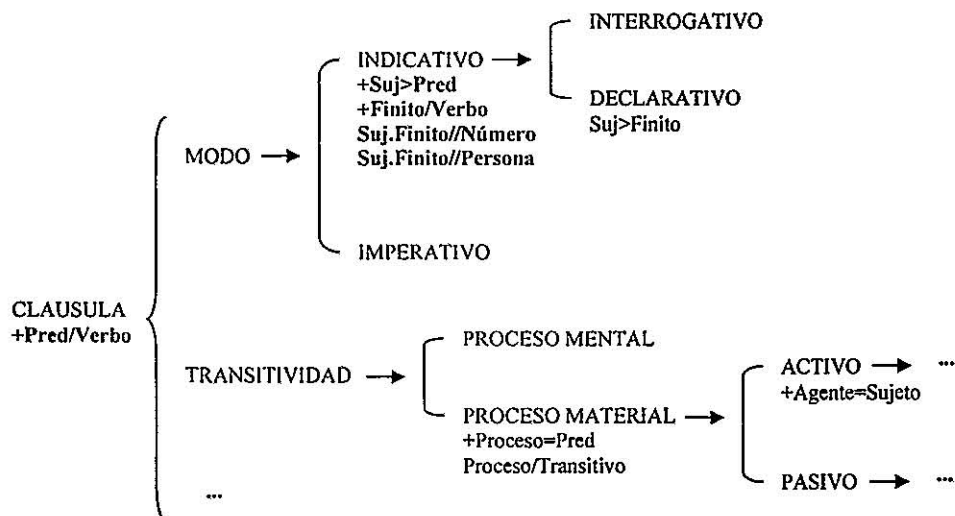 INTERROGATIVO
INDICATIVO
+Suj>Pred
+Finito/Verbo
Suj.Finito//Número
Suj.Finito//Persona
DECLARATIVO
Suj>Finito
MODO
IMPERATIVO
CLAUSULA
+Pred/Verbo
TRANSITIVIDAD
PROCESO MENTAL
PROCESO MATERIAL
+Proceso=Pred
Proceso/Transitivo
ACTIVO
...
+Agente=Sujeto
PASIVO
...
...